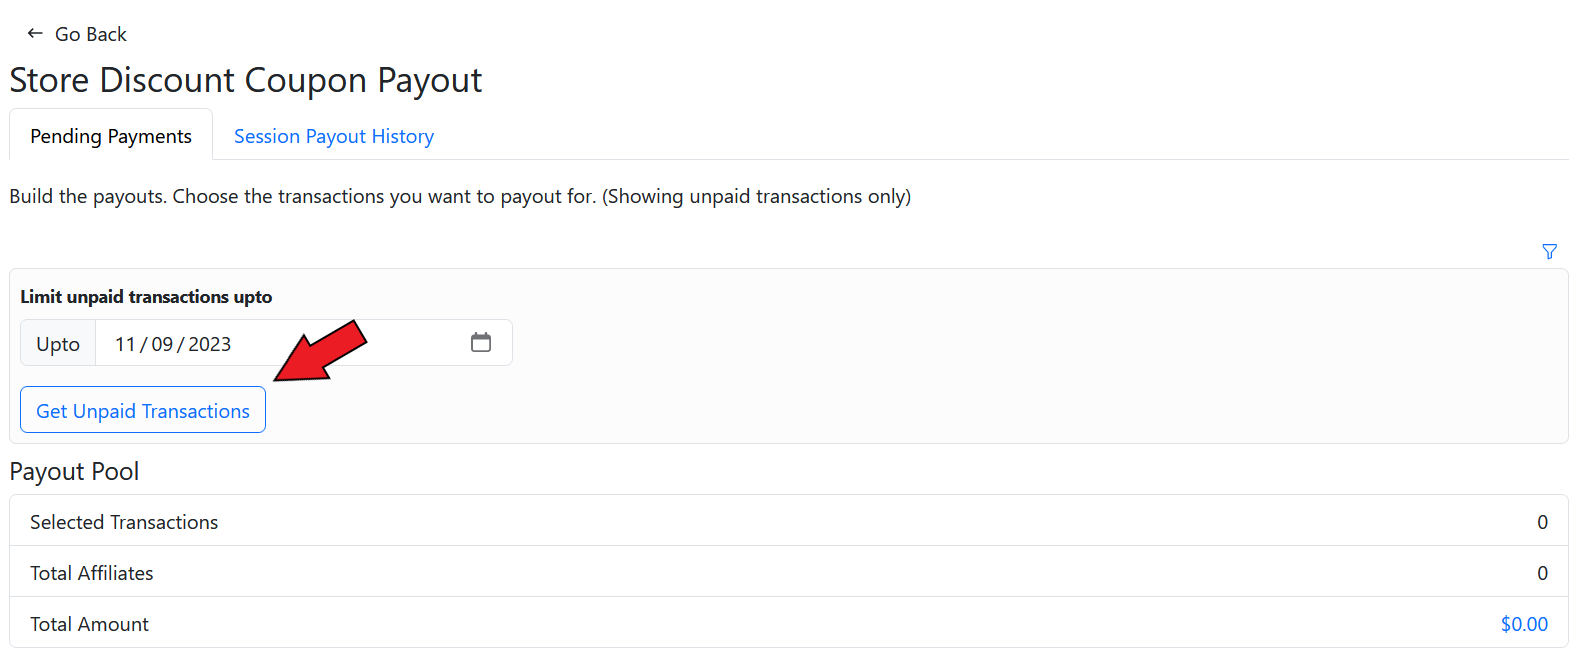 Go Back
Store Discount Coupon Payout
Pending Payments
Session Payout History
Build the payouts. Choose the transactions you want to payout for. (Showing unpaid transactions only)
Limit unpaid transactions upto
Upto 11/09/2023
Get Unpaid Transactions
Payout Pool
Selected Transactions 0
Total Affiliates 0
Total Amount $0.00